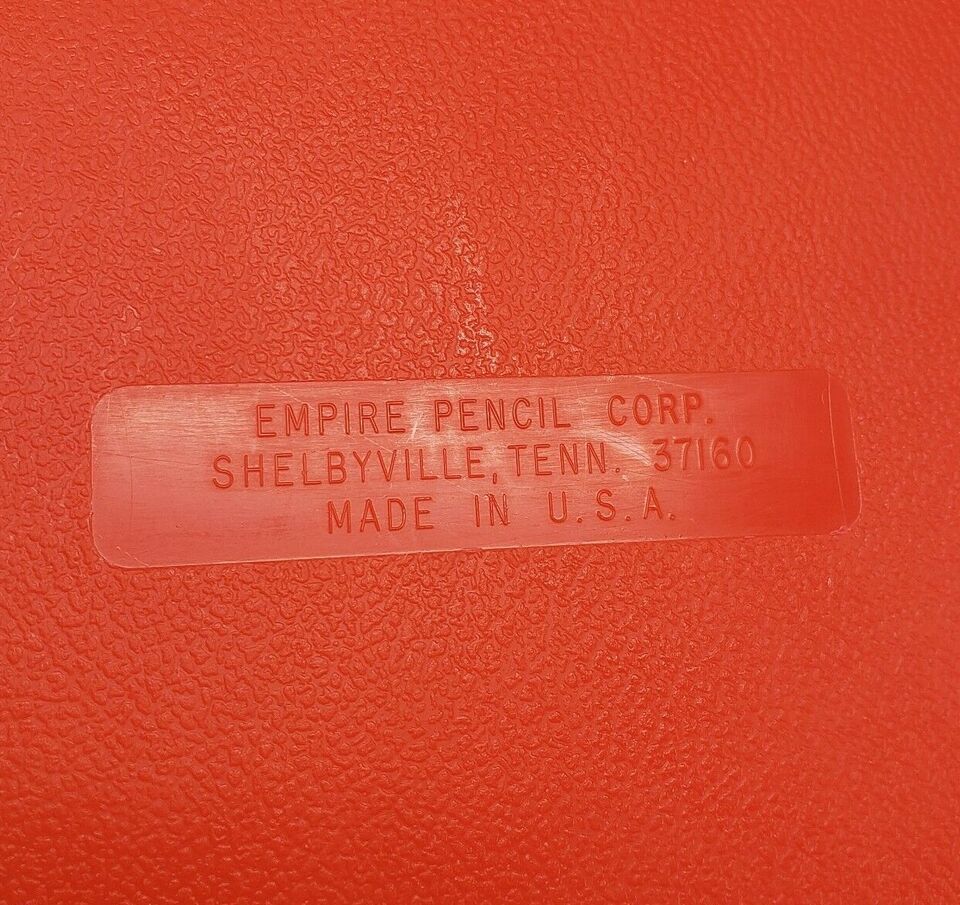 EMPIRE PENCIL CORP.
SHELBYVILLE, TENN. 37160
MADE IN U.S.A.